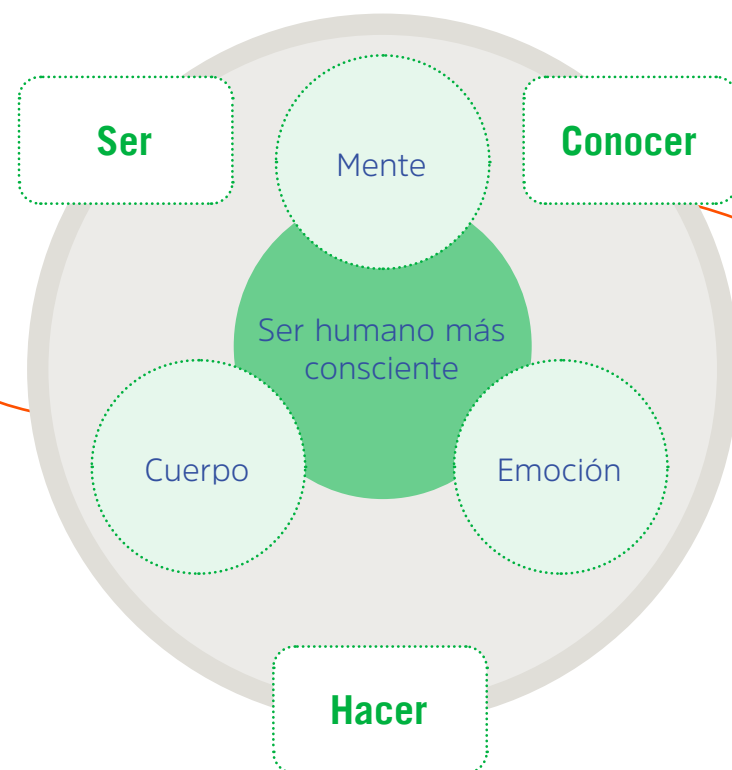 Ser
Conocer
Mente
Ser humano más
consciente
Cuerpo
Emoción
Hacer